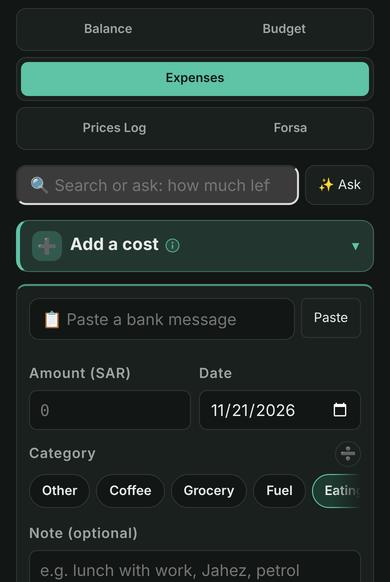 Balance Budget
Expenses
Prices Log Forsa
Search or ask: how much lef Ask
Add a cost
Paste a bank message Paste
Amount (SAR) Date
0 11/21/2026
Category
Other Coffee Grocery Fuel Eating
Note (optional)
e.g. lunch with work, Jahez, petrol